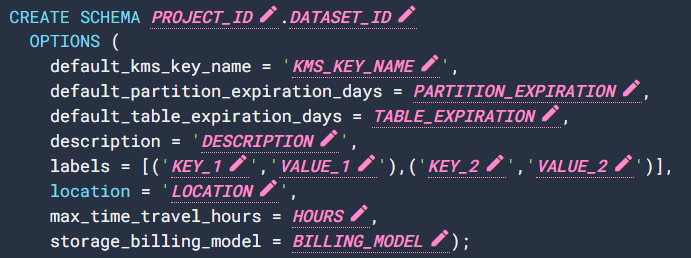 CREATE SCHEMA PROJECT_ID.DATASET_ID
OPTIONS (
default_kms_key_name = 'KMS_KEY_NAME',
default_partition_expiration_days = PARTITION_EXPIRATION,
default_table_expiration_days = TABLE_EXPIRATION,
description = 'DESCRIPTION',
labels = [('KEY_1','VALUE_1'),('KEY_2','VALUE_2')],
location = 'LOCATION',
max_time_travel_hours = HOURS,
storage_billing_model = BILLING_MODEL);